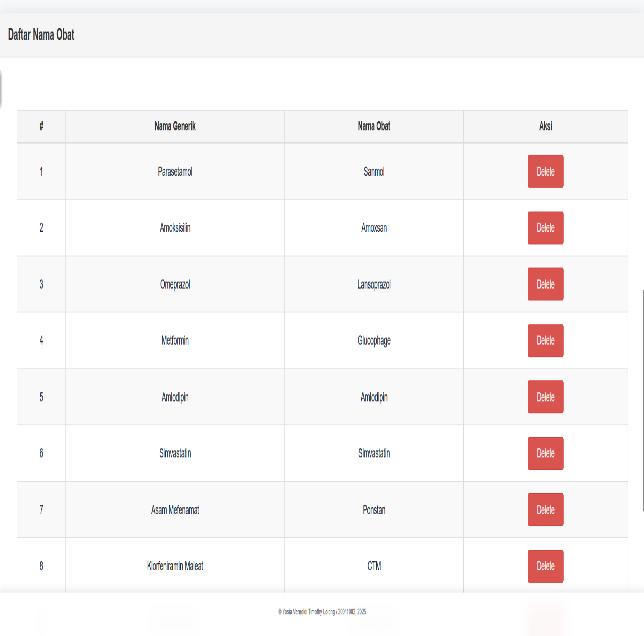 Daftar Nama Obat
# Nama Generik Nama Obat Aksi
1 Parasetamol Sanmol Delete
2 Amoksisilin Amoxsan Delete
3 Omeprazol Lansoprazol Delete
4 Metformin Glucophage Delete
5 Amlodipin Amlodipin Delete
6 Simvastatin Simvastatin Delete
7 Asam Mefenamat Ponstan Delete
8 Klorfeniramin Maleat CTM Delete
© Timothy 2025